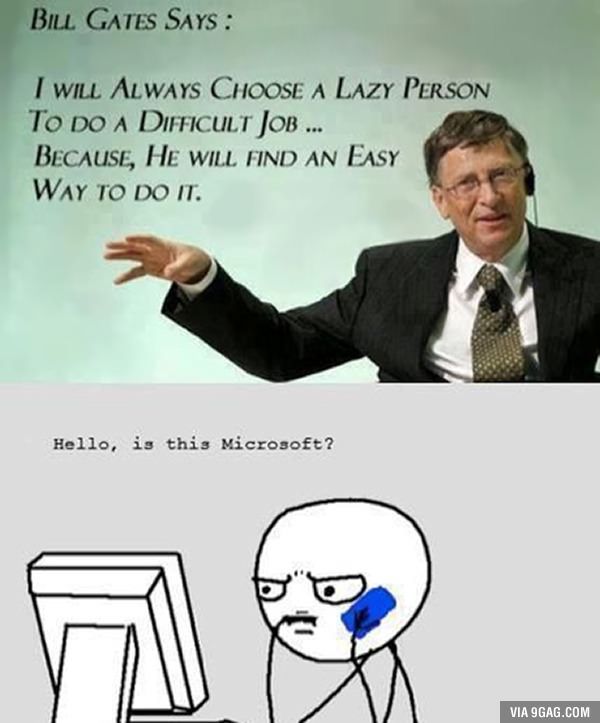 Bill Gates Says :
I will Always Choose a Lazy Person
To do a Difficult Job ...
Because, He will find an Easy
Way to do it.
Hello, is this Microsoft?
VIA 9GAG.COM